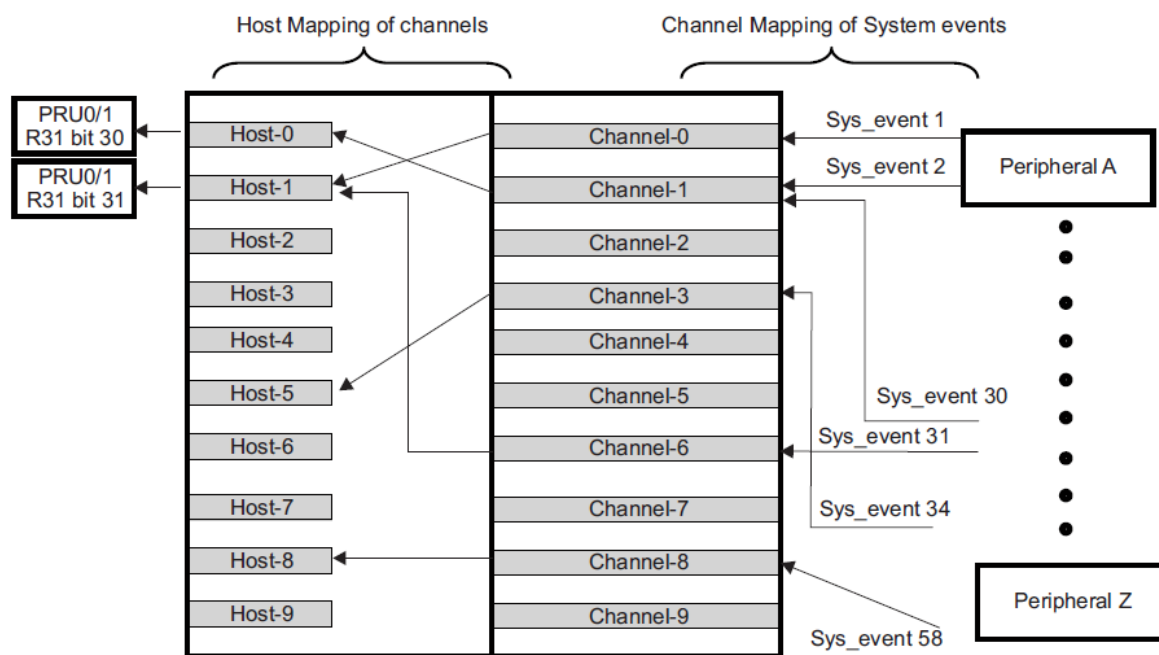 Host Mapping of channels
Channel Mapping of System events
PRU0/1
R31 bit 30
PRU0/1
R31 bit 31
Host-0
Host-1
Host-2
Host-3
Host-4
Host-5
Host-6
Host-7
Host-8
Host-9
Channel-0
Channel-1
Channel-2
Channel-3
Channel-4
Channel-5
Channel-6
Channel-7
Channel-8
Channel-9
Sys_event 1
Sys_event 2
Sys_event 30
Sys_event 31
Sys_event 34
Sys_event 58
Peripheral A
Peripheral Z